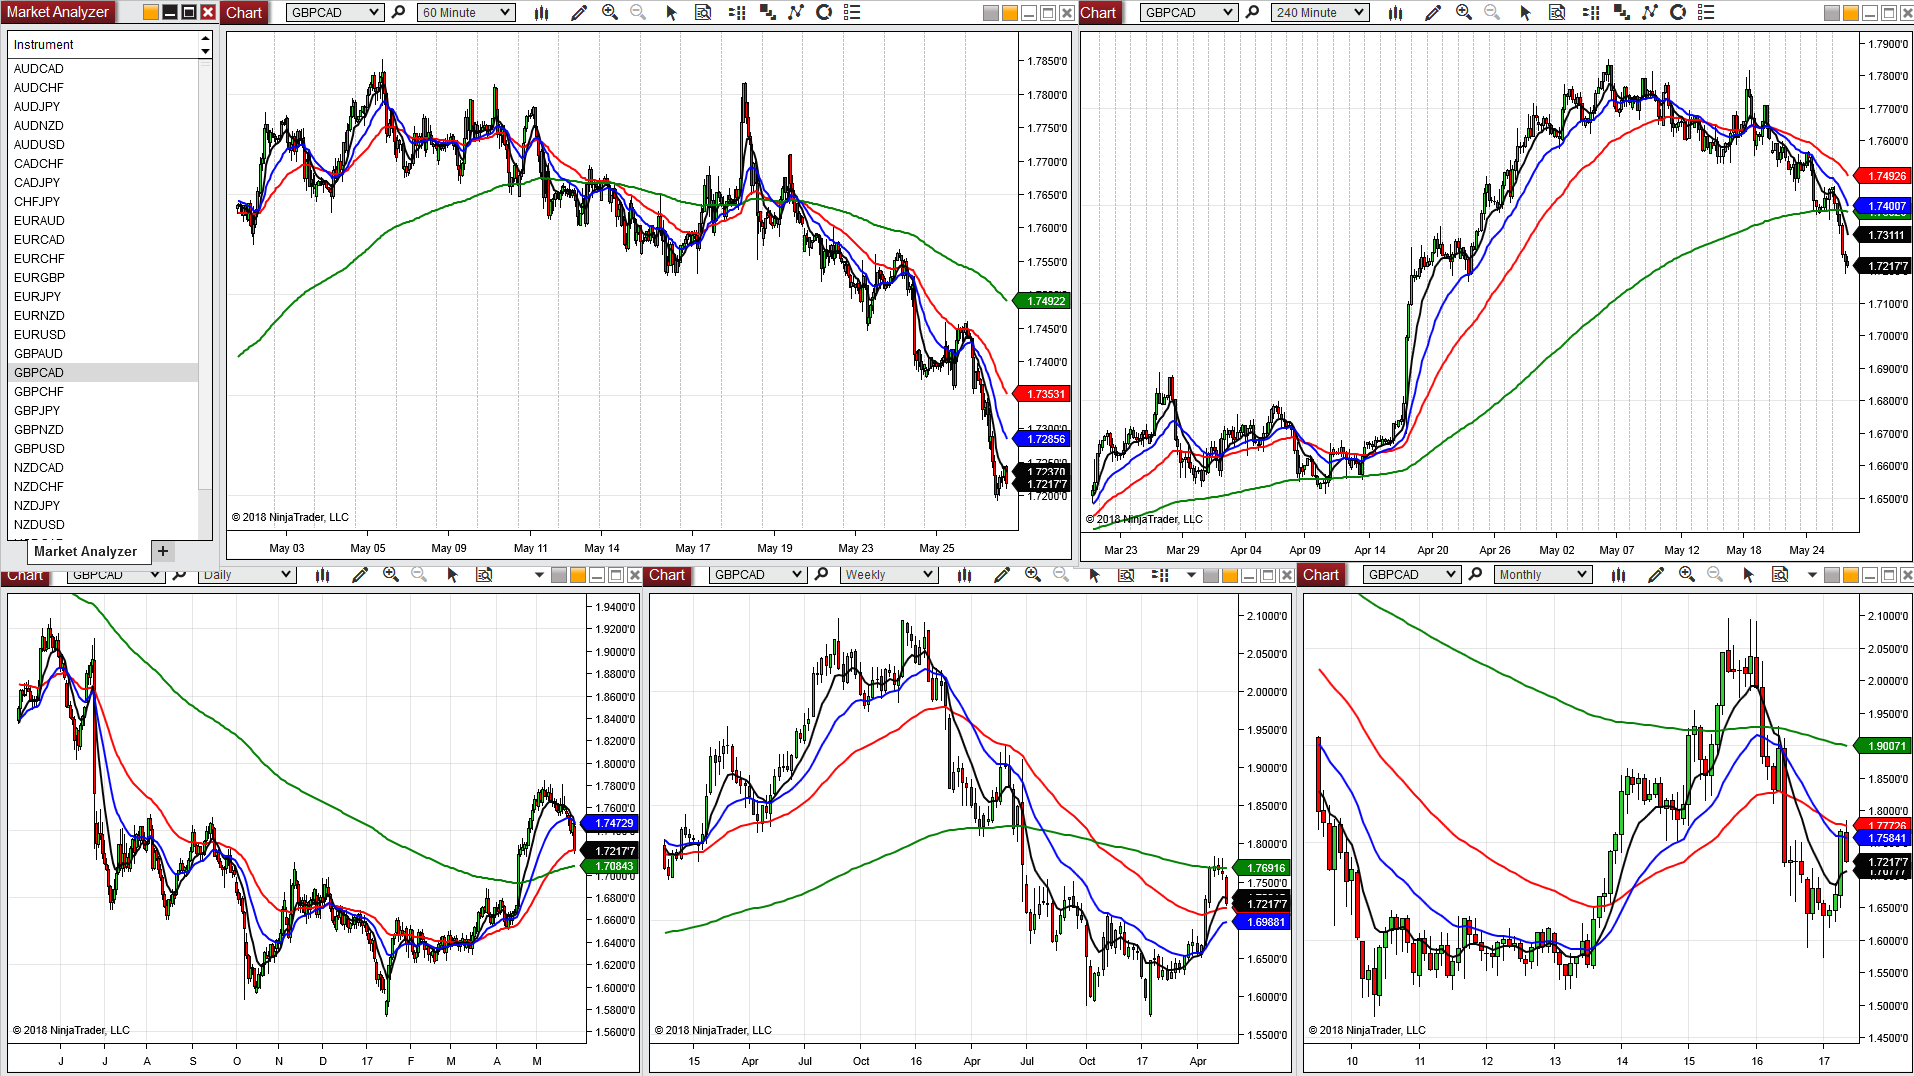 Market Analyzer
Instrument
AUDCAD
AUDCHF
AUDJPY
AUDNZD
AUDUSD
CADCHF
CADJPY
CHFJPY
EURAUD
EURCAD
EURCHF
EURGBP
EURJPY
EURNZD
EURUSD
GBPAUD
GBPCAD
GBPCHF
GBPJPY
GBPNZD
GBPUSD
NZDCAD
NZDCHF
NZDJPY
NZDUSD
Market Analyzer +
Chart GBPCAD 60 Minute
1.7850'0
1.7800'0
1.7750'0
1.7700'0
1.7650'0
1.7600'0
1.7550'0
1.74922
1.7450'0
1.7400'0
1.73531
1.7300'0
1.72856
1.72370
1.7217'7
1.7200'0
© 2018 NinjaTrader, LLC
May 03 May 05 May 09 May 11 May 14 May 17 May 19 May 23 May 25
Chart GBPCAD 240 Minute
1.7900'0
1.7800'0
1.7700'0
1.7600'0
1.74926
1.74007
1.73111
1.7217'7
1.7100'0
1.7000'0
1.6900'0
1.6800'0
1.6700'0
1.6600'0
1.6500'0
© 2018 NinjaTrader, LLC
Mar 23 Mar 29 Apr 04 Apr 09 Apr 14 Apr 20 Apr 26 May 02 May 07 May 12 May 18 May 24
Chart GBPCAD Daily
1.9400'0
1.9200'0
1.9000'0
1.8800'0
1.8600'0
1.8400'0
1.8200'0
1.8000'0
1.7800'0
1.7600'0
1.74729
1.7217'7
1.70843
1.7000'0
1.6800'0
1.6600'0
1.6400'0
1.6200'0
1.6000'0
1.5800'0
1.5600'0
© 2018 NinjaTrader, LLC
J J A S O N D 17 F M A M
Chart GBPCAD Weekly
2.1000'0
2.0500'0
2.0000'0
1.9500'0
1.9000'0
1.8500'0
1.8000'0
1.76916
1.7500'0
1.7217'7
1.69881
1.6500'0
1.6000'0
1.5500'0
© 2018 NinjaTrader, LLC
15 Apr Jul Oct 16 Apr Jul Oct 17 Apr
Chart GBPCAD Monthly
2.1000'0
2.0500'0
2.0000'0
1.9500'0
1.90071
1.8500'0
1.8000'0
1.77726
1.75841
1.7217'7
1.6500'0
1.6000'0
1.5500'0
1.5000'0
1.4500'0
© 2018 NinjaTrader, LLC
10 11 12 13 14 15 16 17